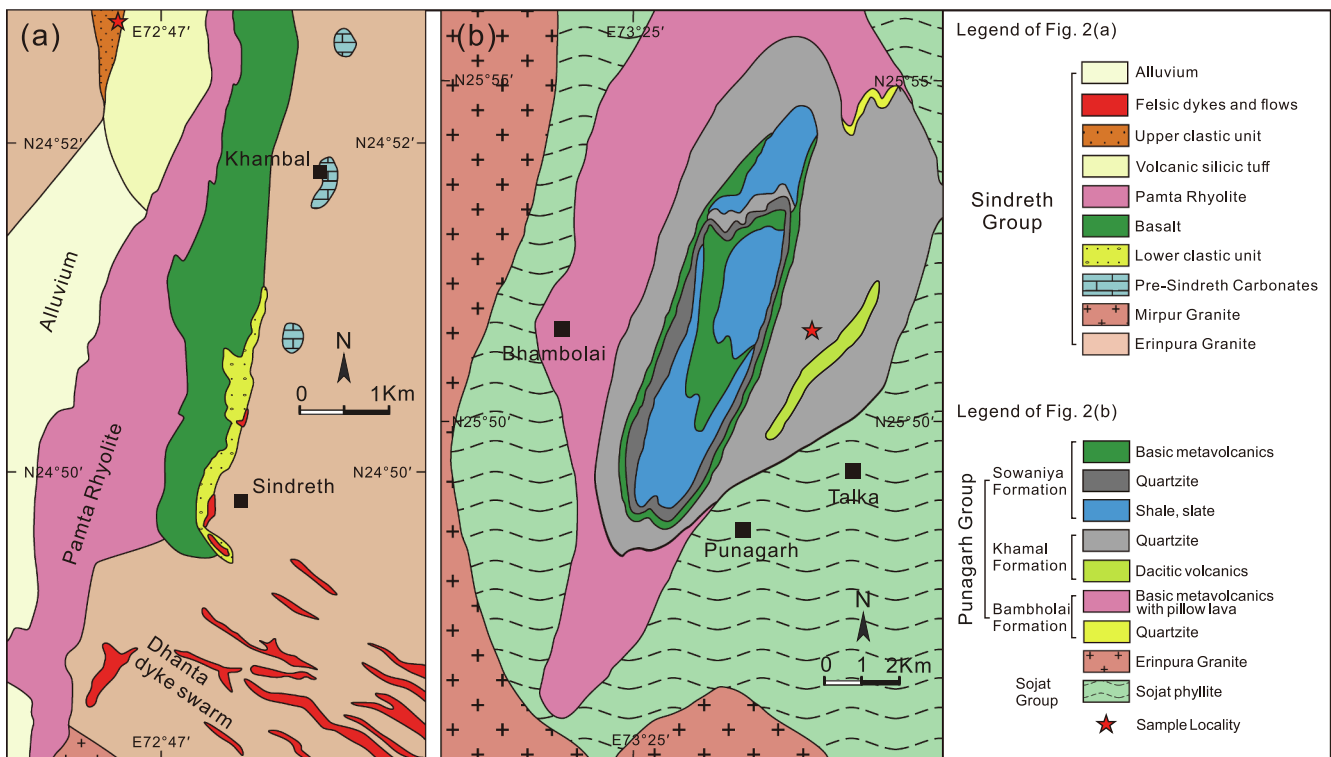 (a)
E72°47′
N24°52′
N24°52′
Khambal
Alluvium
N
0
1Km
Pamta Rhyolite
N24°50′
N24°50′
Sindreth
Dhanta
dyke swarm
E72°47′
(b)
E73°25′
N25°55′
N25°55′
Bhambolai
N25°50′
N25°50′
Talka
Punagarh
N
0 1 2Km
E73°25′
Legend of Fig. 2(a)
Sindreth
Group
Alluvium
Felsic dykes and flows
Upper clastic unit
Volcanic silicic tuff
Pamta Rhyolite
Basalt
Lower clastic unit
Pre-Sindreth Carbonates
Mirpur Granite
Erinpura Granite
Legend of Fig. 2(b)
Punagarh Group
Sowaniya
Formation
Basic metavolcanics
Quartzite
Shale, slate
Khamal
Formation
Quartzite
Dacitic volcanics
Bambholai
Formation
Basic metavolcanics
with pillow lava
Quartzite
Erinpura Granite
Sojat
Group
Sojat phyllite
Sample Locality